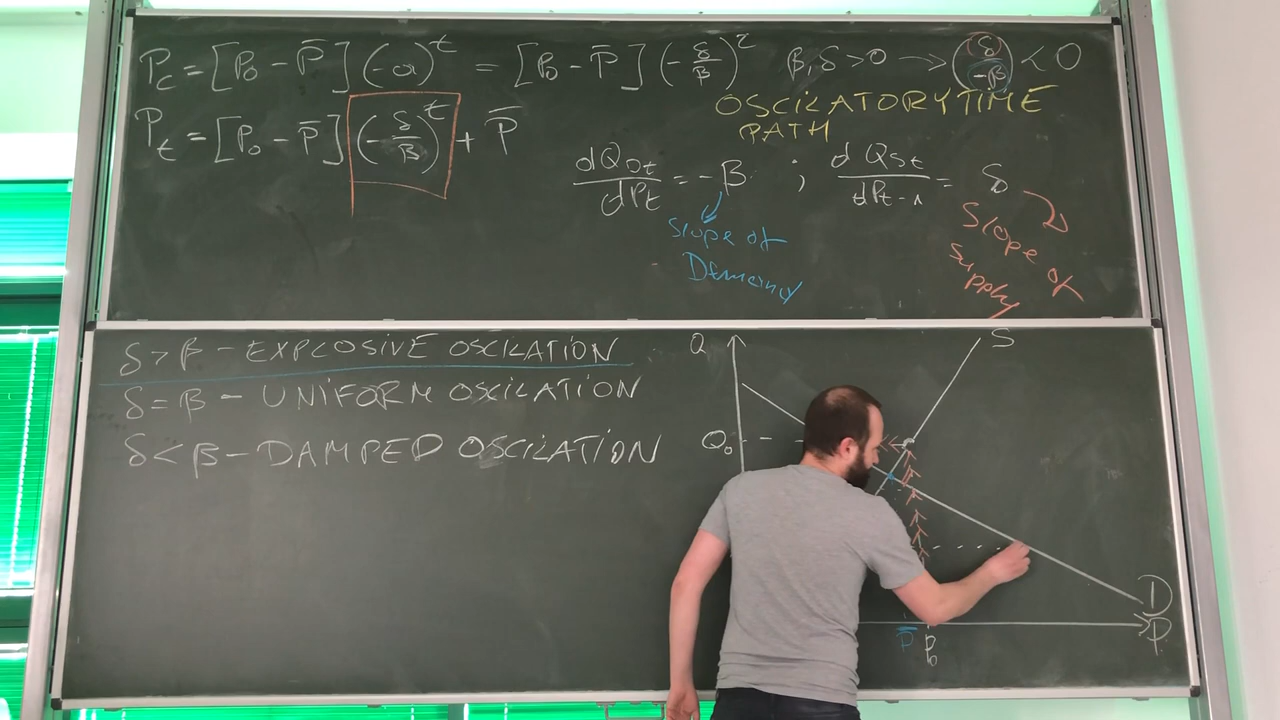 P_c = [P_0 - P̄](-a)^t = [P_0 - P̄](-δ/β)^t β, δ > 0 → (δ/-β) < 0
OSCILATORY TIME
PATH
P_t = [P_0 - P̄](-δ/β)^t + P̄
dQ_Dt/dP_t = -β ; dQ_St/dP_t-1 = δ
Slope of
Demand
Slope of
Supply
δ > β - EXPLOSIVE OSCILATION
δ = β - UNIFORM OSCILATION
δ < β - DAMPED OSCILATION
Q S
Q_0
D
P̄ P_0 P